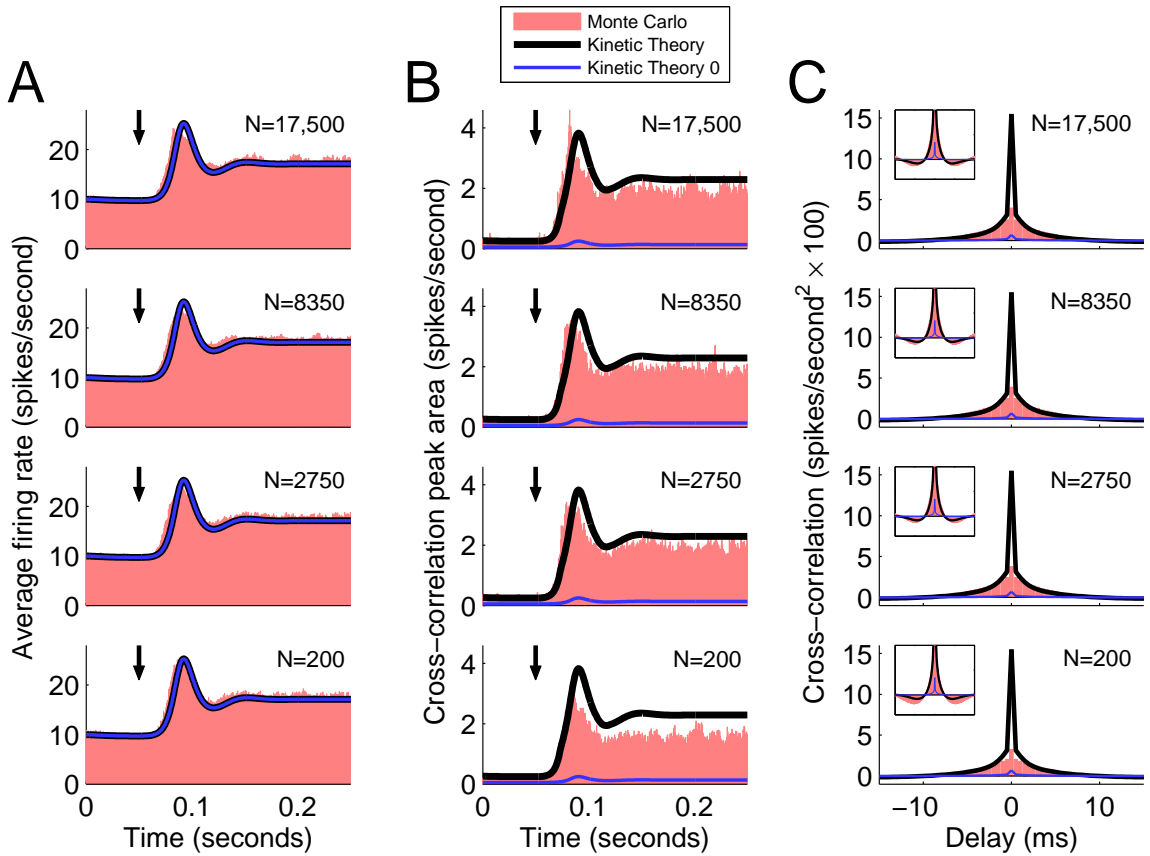 Monte Carlo
Kinetic Theory
Kinetic Theory 0
A
B
C
Average firing rate (spikes/second)
N=17,500
20
10
0
N=8350
20
10
0
N=2750
20
10
0
N=200
20
10
0
0
0.1
0.2
Time (seconds)
Cross−correlation peak area (spikes/second)
N=17,500
4
2
0
N=8350
4
2
0
N=2750
4
2
0
N=200
4
2
0
0
0.1
0.2
Time (seconds)
Cross−correlation (spikes/second² × 100)
N=17,500
15
10
5
0
N=8350
15
10
5
0
N=2750
15
10
5
0
N=200
15
10
5
0
−10
0
10
Delay (ms)